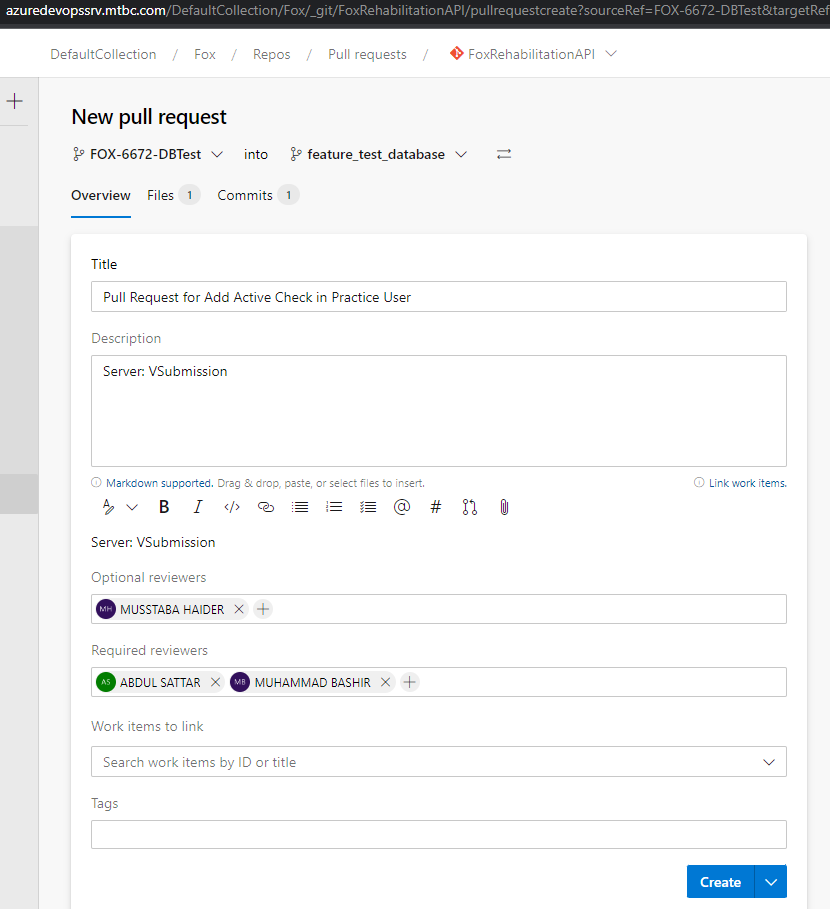 azuredevopssrv.mtbc.com/DefaultCollection/Fox/_git/FoxRehabilitationAPI/pullrequestcreate?sourceRef=FOX-6672-DBTest&targetRef
DefaultCollection / Fox / Repos / Pull requests / FoxRehabilitationAPI
New pull request
FOX-6672-DBTest into feature_test_database
Overview Files 1 Commits 1
Title
Pull Request for Add Active Check in Practice User
Description
Server: VSubmission
Markdown supported. Drag & drop, paste, or select files to insert. Link work items.
B I </> @ #
Server: VSubmission
Optional reviewers
MH MUSSTABA HAIDER
Required reviewers
AS ABDUL SATTAR MB MUHAMMAD BASHIR
Work items to link
Search work items by ID or title
Tags
Create